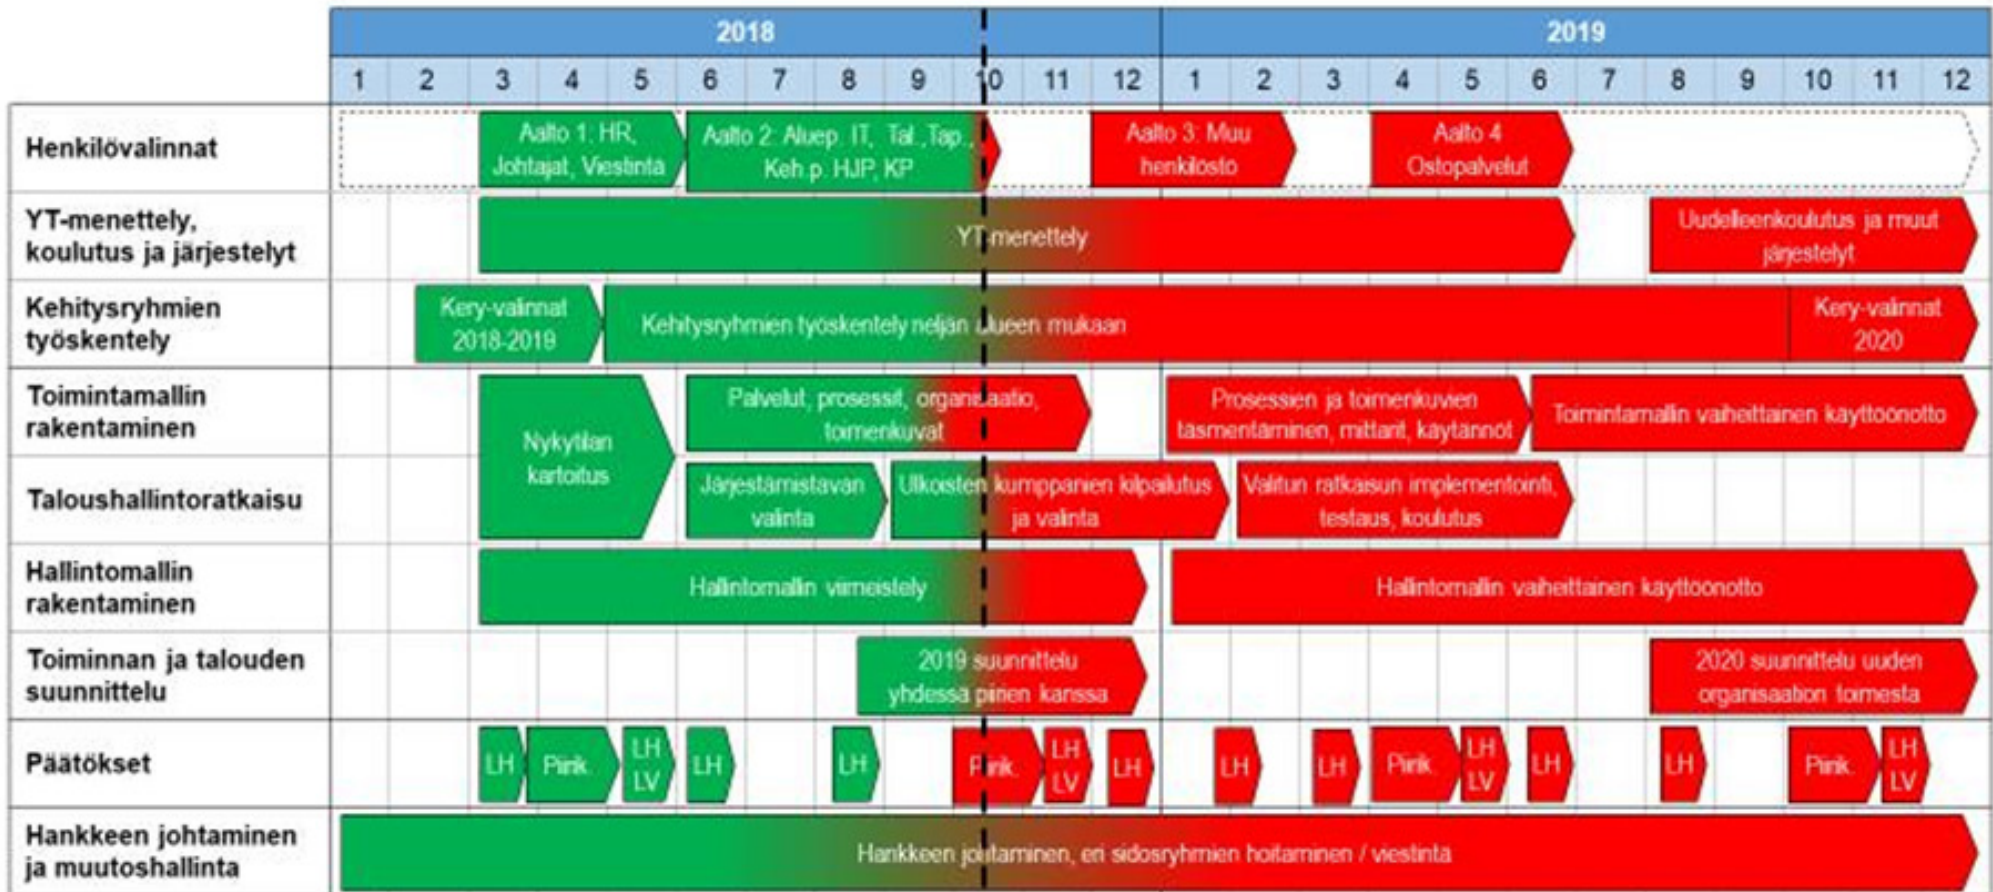 2018
2019
1 2 3 4 5 6 7 8 9 10 11 12 1 2 3 4 5 6 7 8 9 10 11 12
Henkilövalinnat
Aalto 1: HR,
Johtajat, Viestintä
Aalto 2: Aluep. IT, Tal.,Tap.,
Keh.p. HJP, KP
Aalto 3: Muu
henkilöstö
Aalto 4
Ostopalvelut
YT-menettely,
koulutus ja järjestelyt
YT-menettely
Uudelleenkoulutus ja muut
järjestelyt
Kehitysryhmien
työskentely
Kery-valinnat
2018-2019
Kehitysryhmien työskentely neljän alueen mukaan
Kery-valinnat
2020
Toimintamallin
rakentaminen
Nykytilan
kartoitus
Palvelut, prosessit, organisaatio,
toimenkuvat
Prosessien ja toimenkuvien
täsmentäminen, mittarit, käytännöt
Toimintamallin vaiheittainen käyttöönotto
Taloushallintoratkaisu
Järjestämistavan
valinta
Ulkoisten kumppanien kilpailutus
ja valinta
Valitun ratkaisun implementointi,
testaus, koulutus
Hallintomallin
rakentaminen
Hallintomallin viimeistely
Hallintomallin vaiheittainen käyttöönotto
Toiminnan ja talouden
suunnittelu
2019 suunnittelu
yhdessä piirien kanssa
2020 suunnittelu uuden
organisaation toimesta
Päätökset
LH
Piirik.
LH
LV
LH
LH
Piirik.
LH
LV
LH
LH
LH
Piirik.
LH
LV
LH
LH
Piirik.
LH
LV
Hankkeen johtaminen
ja muutoshallinta
Hankkeen johtaminen, eri sidosryhmien hoitaminen / viestintä